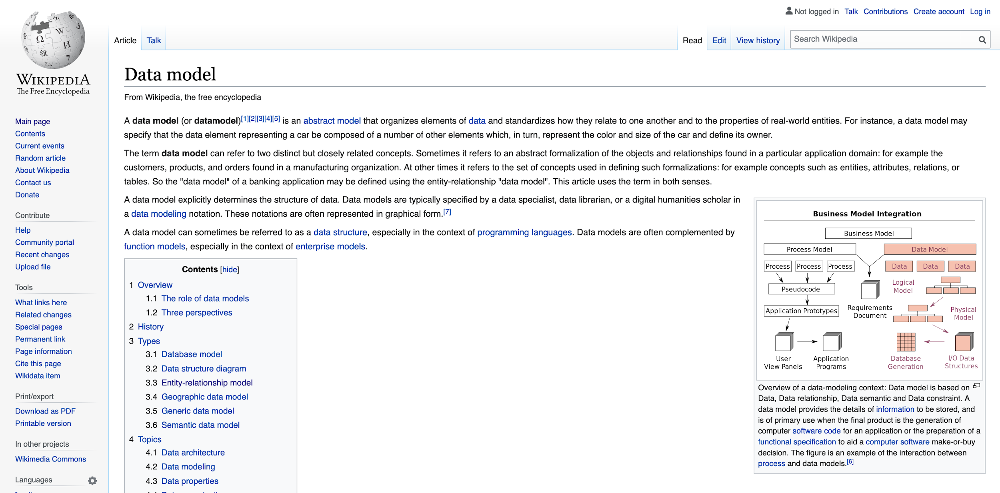 Not logged in Talk Contributions Create account Log in
Article Talk
Read Edit View history Search Wikipedia
WIKIPEDIA
The Free Encyclopedia
Main page
Contents
Current events
Random article
About Wikipedia
Contact us
Donate
Contribute
Help
Community portal
Recent changes
Upload file
Tools
What links here
Related changes
Special pages
Permanent link
Page information
Cite this page
Wikidata item
Print/export
Download as PDF
Printable version
In other projects
Wikimedia Commons
Languages
Data model
From Wikipedia, the free encyclopedia
A data model (or datamodel)[1][2][3][4][5] is an abstract model that organizes elements of data and standardizes how they relate to one another and to the properties of real-world entities. For instance, a data model may
specify that the data element representing a car be composed of a number of other elements which, in turn, represent the color and size of the car and define its owner.
The term data model can refer to two distinct but closely related concepts. Sometimes it refers to an abstract formalization of the objects and relationships found in a particular application domain: for example the
customers, products, and orders found in a manufacturing organization. At other times it refers to the set of concepts used in defining such formalizations: for example concepts such as entities, attributes, relations, or
tables. So the "data model" of a banking application may be defined using the entity-relationship "data model". This article uses the term in both senses.
A data model explicitly determines the structure of data. Data models are typically specified by a data specialist, data librarian, or a digital humanities scholar in
a data modeling notation. These notations are often represented in graphical form.[7]
A data model can sometimes be referred to as a data structure, especially in the context of programming languages. Data models are often complemented by
function models, especially in the context of enterprise models.
Contents [hide]
1 Overview
1.1 The role of data models
1.2 Three perspectives
2 History
3 Types
3.1 Database model
3.2 Data structure diagram
3.3 Entity-relationship model
3.4 Geographic data model
3.5 Generic data model
3.6 Semantic data model
4 Topics
4.1 Data architecture
4.2 Data modeling
4.3 Data properties
Business Model Integration
Business Model
Process Model Data Model
Process Process Process Data Data Data
Logical
Model
Pseudocode
Application Prototypes
Requirements
Document
Physical
Model
User
View Panels
Application
Programs
Database
Generation
I/O Data
Structures
Overview of a data-modeling context: Data model is based on
Data, Data relationship, Data semantic and Data constraint. A
data model provides the details of information to be stored, and
is of primary use when the final product is the generation of
computer software code for an application or the preparation of a
functional specification to aid a computer software make-or-buy
decision. The figure is an example of the interaction between
process and data models.[6]